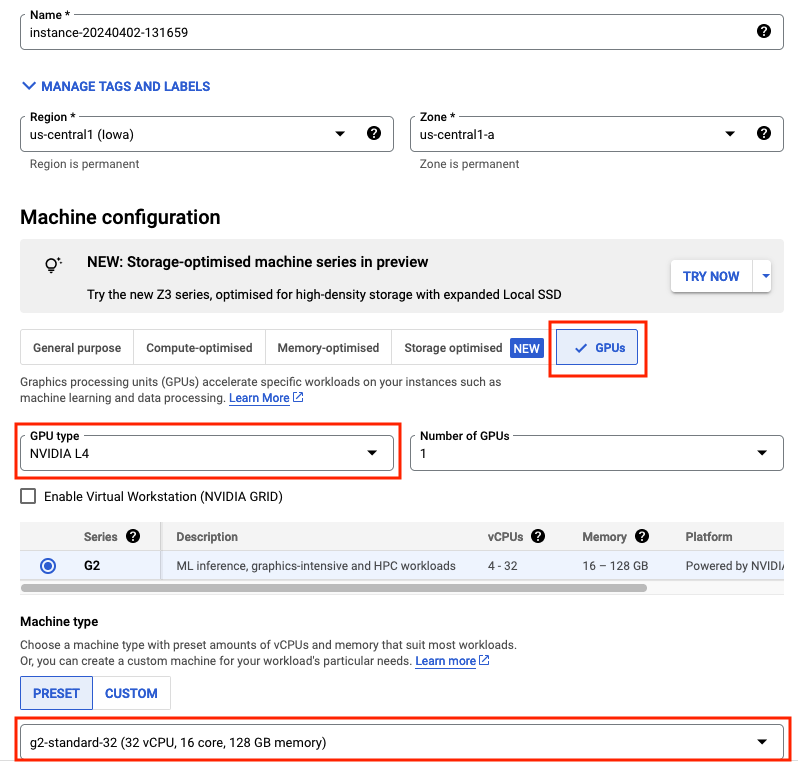 Name *
instance-20240402-131659
MANAGE TAGS AND LABELS
Region *
us-central1 (Iowa)
Region is permanent
Zone *
us-central1-a
Zone is permanent
Machine configuration
NEW: Storage-optimised machine series in preview
Try the new Z3 series, optimised for high-density storage with expanded Local SSD
TRY NOW
General purpose
Compute-optimised
Memory-optimised
Storage optimised NEW
GPUs
Graphics processing units (GPUs) accelerate specific workloads on your instances such as
machine learning and data processing. Learn More
GPU type
NVIDIA L4
Number of GPUs
1
Enable Virtual Workstation (NVIDIA GRID)
Series Description vCPUs Memory Platform
G2 ML inference, graphics-intensive and HPC workloads 4 - 32 16 – 128 GB Powered by NVIDIA
Machine type
Choose a machine type with preset amounts of vCPUs and memory that suit most workloads.
Or, you can create a custom machine for your workload's particular needs. Learn more
PRESET
CUSTOM
g2-standard-32 (32 vCPU, 16 core, 128 GB memory)